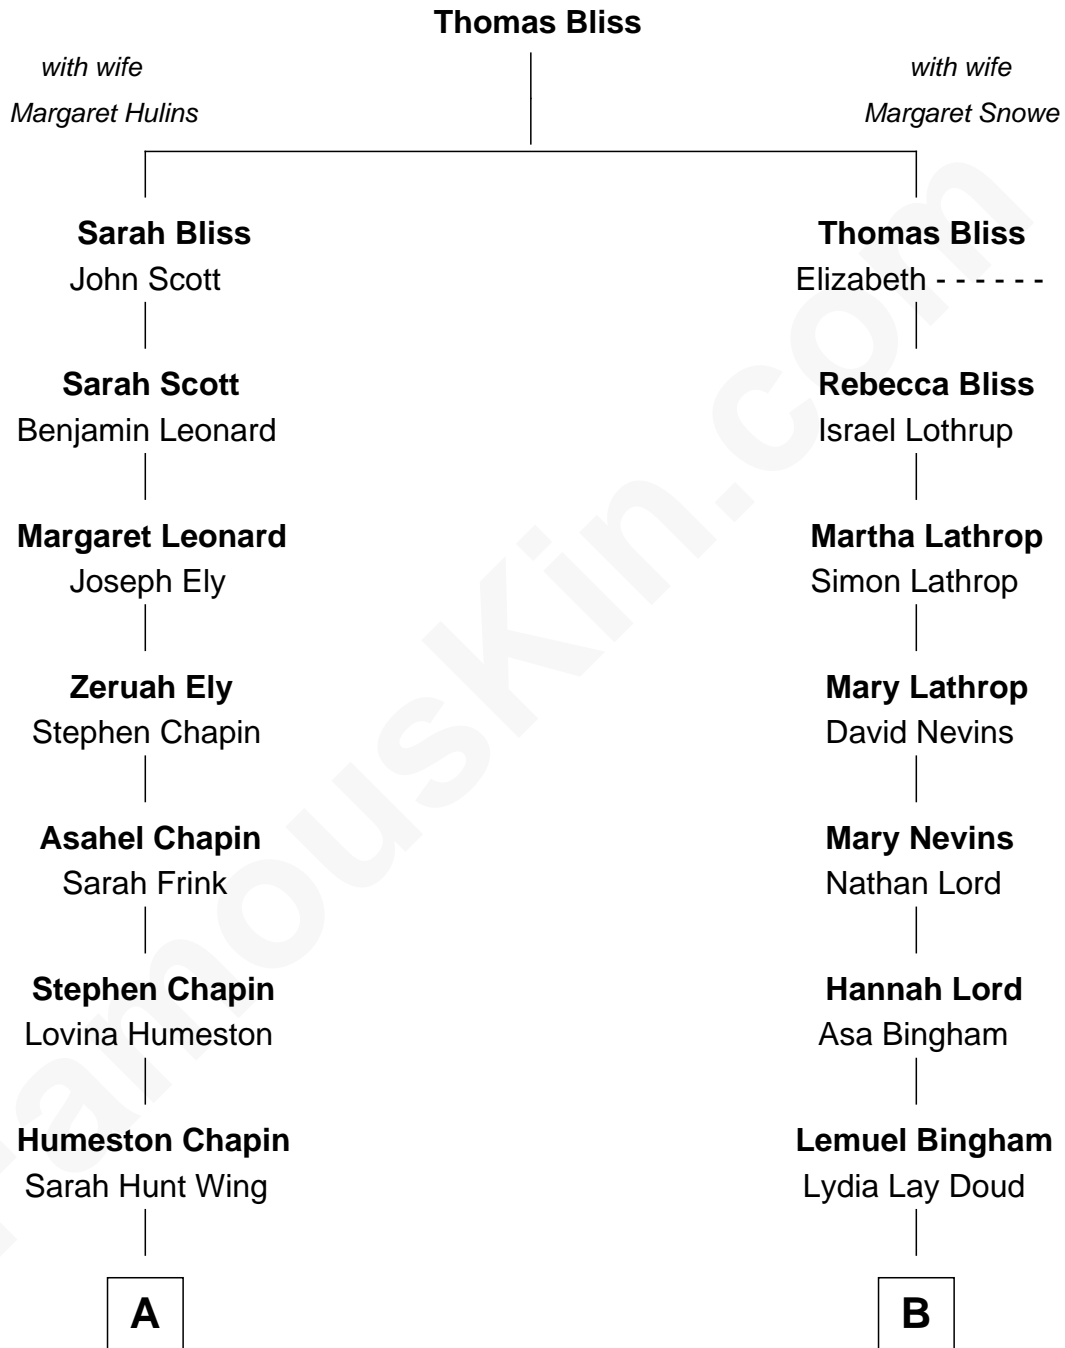 Thomas Bliss
with wife
Margaret Hulins
with wife
Margaret Snowe
Sarah Bliss
John Scott
Thomas Bliss
Elizabeth - - - - - -
Sarah Scott
Benjamin Leonard
Rebecca Bliss
Israel Lothrup
Margaret Leonard
Joseph Ely
Martha Lathrop
Simon Lathrop
Zeruah Ely
Stephen Chapin
Mary Lathrop
David Nevins
Asahel Chapin
Sarah Frink
Mary Nevins
Nathan Lord
Stephen Chapin
Lovina Humeston
Hannah Lord
Asa Bingham
Humeston Chapin
Sarah Hunt Wing
Lemuel Bingham
Lydia Lay Doud
A
B
FamousKin.com